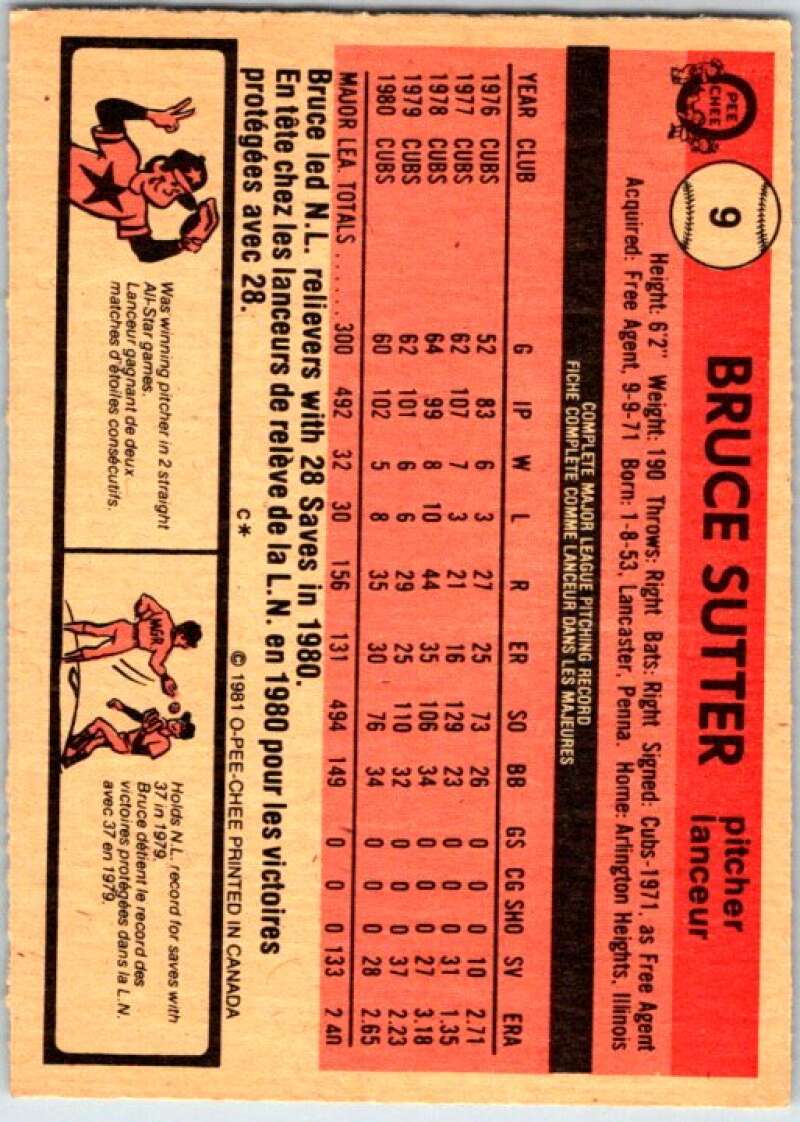 O
PEE
CHEE
9
BRUCE SUTTER
pitcher
lanceur
Height: 6'2" Weight: 190 Throws: Right Bats: Right Signed: Cubs-1971, as Free Agent
Acquired: Free Agent, 9-9-71 Born: 1-8-53, Lancaster, Penna. Home: Arlington Heights, Illinois
COMPLETE MAJOR LEAGUE PITCHING RECORD
FICHE COMPLÈTE COMME LANCEUR DANS LES MAJEURES
YEAR CLUB G IP W L R ER SO BB GS CG SHO SV ERA
1976 CUBS 52 83 6 3 27 25 73 26 0 0 0 10 2.71
1977 CUBS 62 107 7 3 21 16 129 23 0 0 0 31 1.35
1978 CUBS 64 99 8 10 44 35 106 34 0 0 0 27 3.18
1979 CUBS 62 101 6 6 29 25 110 32 0 0 0 37 2.23
1980 CUBS 60 102 5 8 35 30 76 34 0 0 0 28 2.65
MAJOR LEA. TOTALS ....... 300 492 32 30 156 131 494 149 0 0 0 133 2.40
Bruce led N.L. relievers with 28 Saves in 1980.
En tête chez les lanceurs de relève de la L.N. en 1980 pour les victoires
protégées avec 28.
C* © 1981 O-PEE-CHEE PRINTED IN CANADA
Was winning pitcher in 2 straight
All-Star games.
Lanceur gagnant de deux
matches d'étoiles consécutifs.
MGR
Holds N.L. record for saves with
37 in 1979.
Bruce détient le record des
victoires protégées dans la L.N.
avec 37 en 1979.